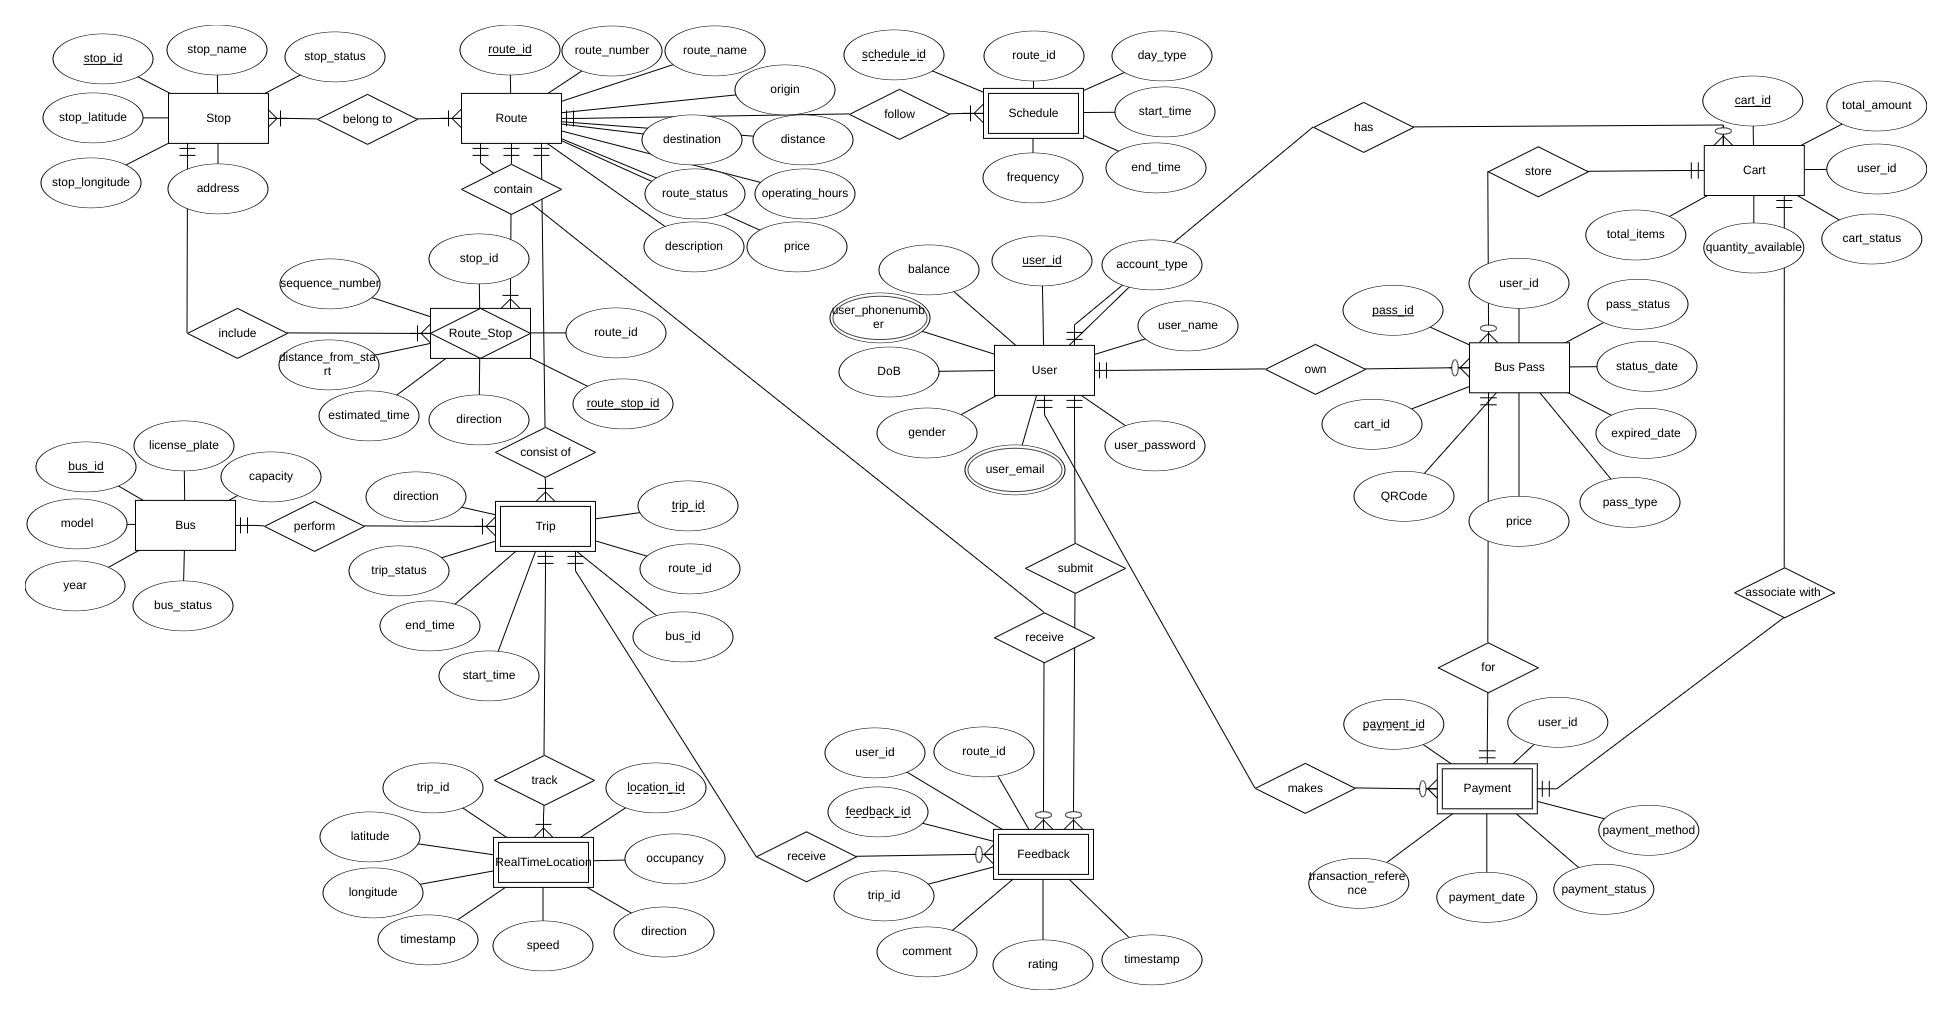 stop_id
stop_name
stop_status
stop_latitude
stop_longitude
address
Stop
belong to
route_id
route_number
route_name
origin
destination
distance
route_status
operating_hours
description
price
Route
follow
schedule_id
route_id
day_type
start_time
end_time
frequency
Schedule
has
cart_id
total_amount
user_id
cart_status
quantity_available
total_items
Cart
store
contain
include
stop_id
sequence_number
Route_Stop
route_id
distance_from_sta
rt
estimated_time
direction
route_stop_id
balance
user_id
account_type
user_phonenumb
er
user_name
DoB
User
gender
user_email
user_password
own
user_id
pass_id
pass_status
Bus Pass
status_date
cart_id
expired_date
QRCode
price
pass_type
license_plate
bus_id
capacity
model
Bus
year
bus_status
perform
consist of
direction
trip_id
Trip
trip_status
route_id
end_time
bus_id
start_time
submit
receive
associate with
for
track
trip_id
location_id
latitude
RealTimeLocation
occupancy
longitude
timestamp
speed
direction
receive
user_id
route_id
feedback_id
Feedback
trip_id
comment
rating
timestamp
makes
payment_id
user_id
Payment
payment_method
transaction_refere
nce
payment_date
payment_status